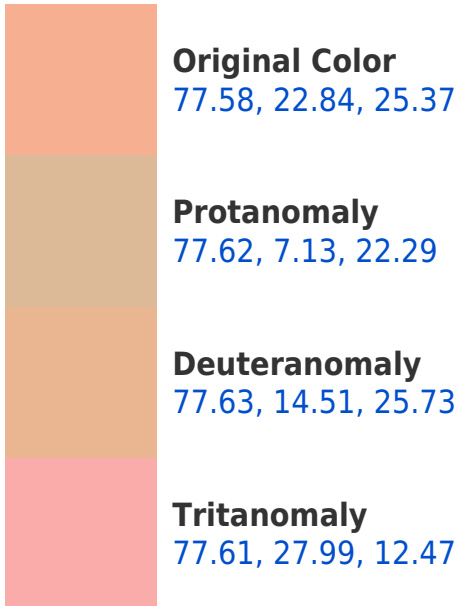 Original Color
77.58, 22.84, 25.37
Protanomaly
77.62, 7.13, 22.29
Deuteranomaly
77.63, 14.51, 25.73
Tritanomaly
77.61, 27.99, 12.47